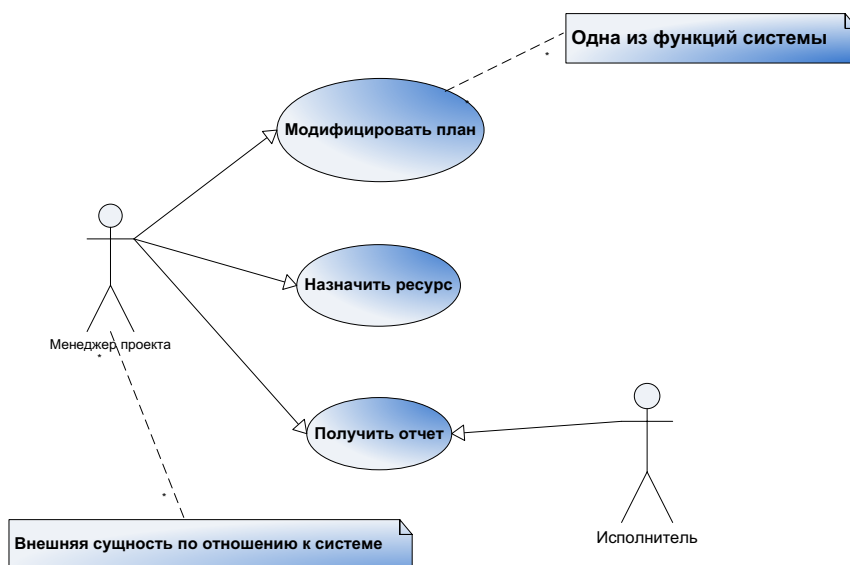 Одна из функций системы
*
*
Модифицировать план
Назначить ресурс
Менеджер проекта
*
Получить отчет
*
Внешняя сущность по отношению к системе
Исполнитель